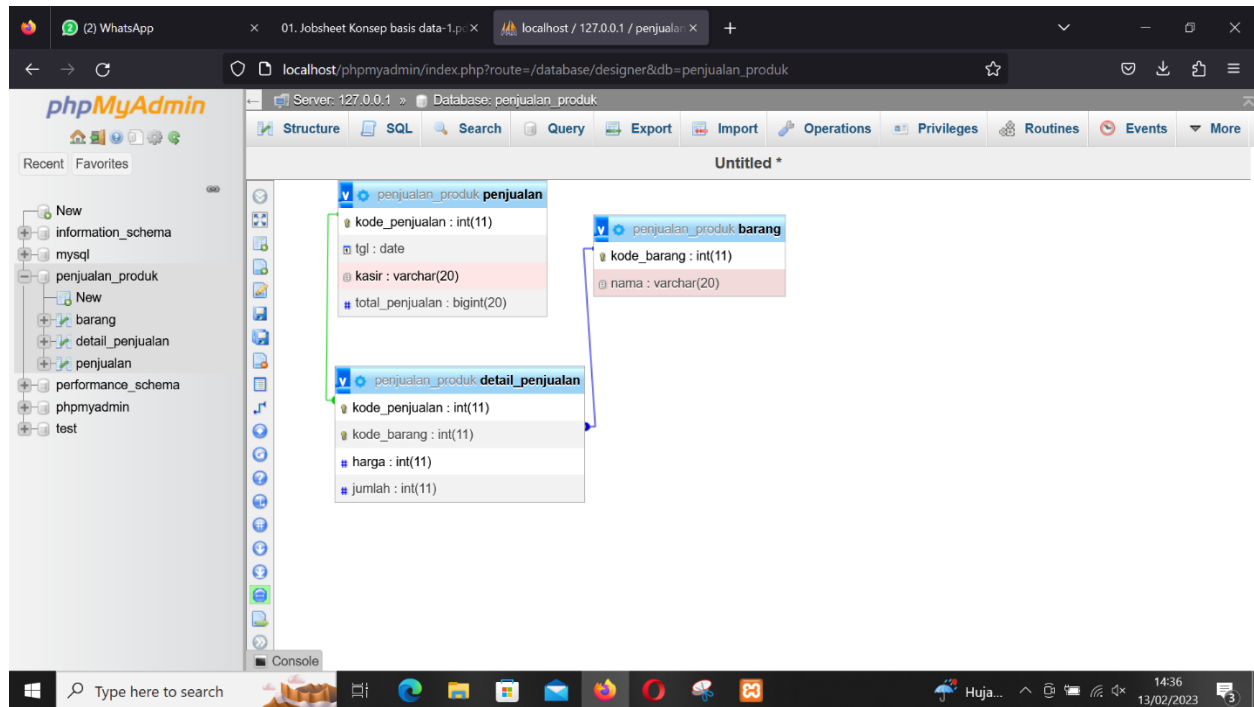 (2) WhatsApp
01. Jobsheet Konsep basis data-1.pd
localhost / 127.0.0.1 / penjualan
localhost/phpmyadmin/index.php?route=/database/designer&db=penjualan_produk
phpMyAdmin
Recent Favorites
New
information_schema
mysql
penjualan_produk
New
barang
detail_penjualan
penjualan
performance_schema
phpmyadmin
test
Server: 127.0.0.1 » Database: penjualan_produk
Structure SQL Search Query Export Import Operations Privileges Routines Events More
Untitled *
v penjualan_produk penjualan
kode_penjualan : int(11)
tgl : date
kasir : varchar(20)
# total_penjualan : bigint(20)
v penjualan_produk barang
kode_barang : int(11)
nama : varchar(20)
v penjualan_produk detail_penjualan
kode_penjualan : int(11)
kode_barang : int(11)
# harga : int(11)
# jumlah : int(11)
Console
Type here to search
Huja...
14:36
13/02/2023
3